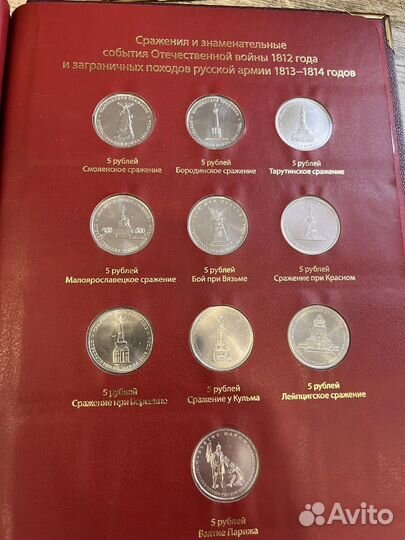 Сражения и знаменательные
события Отечественной войны 1812 года
и заграничных походов русской армии 1813–1814 годов
5 рублей
Смоленское сражение
5 рублей
Бородинское сражение
5 рублей
Тарутинское сражение
5 рублей
Малоярославецкое сражение
5 рублей
Бой при Вязьме
5 рублей
Сражение при Красном
5 рублей
Сражение при Березино
5 рублей
Сражение у Кульма
5 рублей
Лейпцигское сражение
5 рублей
Взятие Парижа
Avito